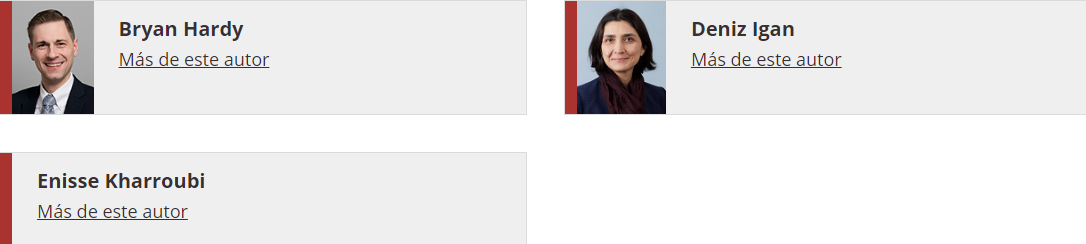 Bryan Hardy
Más de este autor
Deniz Igan
Más de este autor
Enisse Kharroubi
Más de este autor